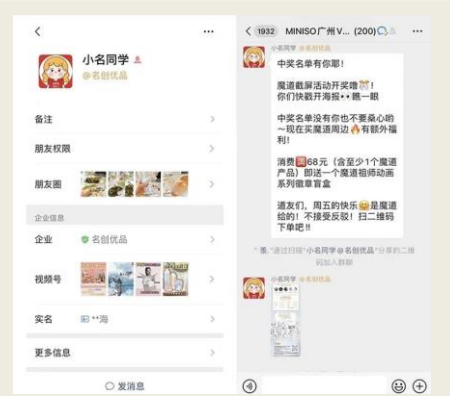 小名同学
@名创优品
备注
朋友权限
朋友圈
企业信息
企业
名创优品
视频号
实名
**海
更多信息
发消息
1932 MINISO广州V... (200)
小名同学 @名创优品
中奖名单有你耶!
魔道戳屏活动开奖噜!
你们快戳开海报••瞧一眼
中奖名单没有你也不要桑心哟
~现在买魔道周边🔥有额外福
利!
消费🈵68元（含至少1个魔道
产品）即送一个魔道祖师动画
系列徽章盲盒
道友们，周五的快乐😄是魔道
给的！不接受反驳！扫二维码
下单吧‼
"通过扫描"小名同学@名创优品"分享的二维
码加入群聊
小名同学 @名创优品